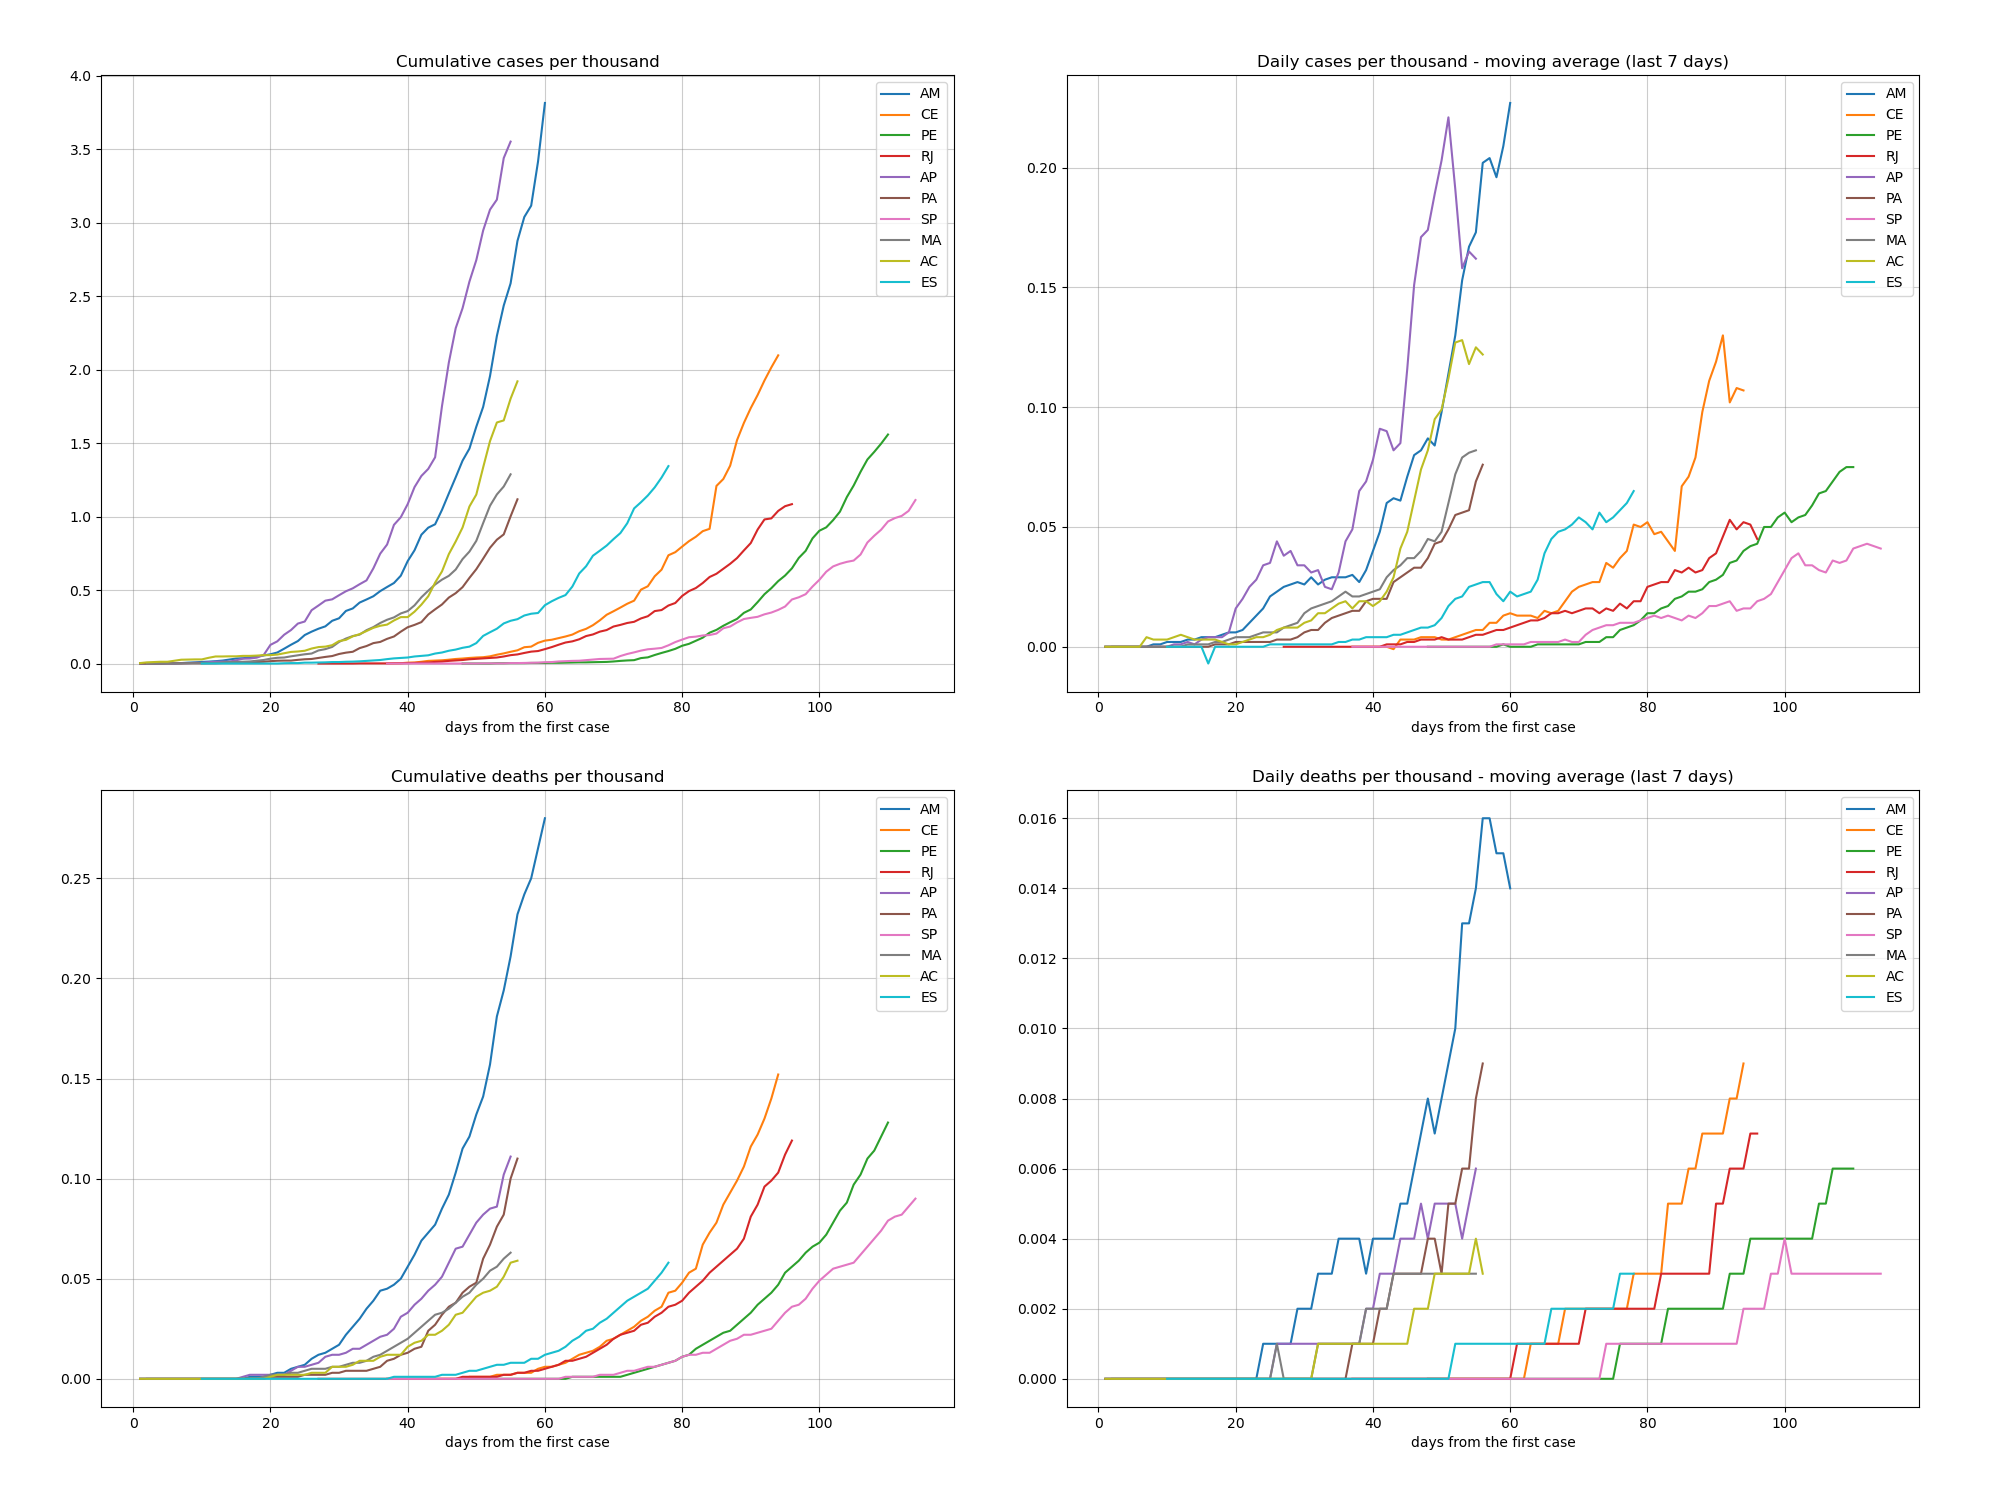 Cumulative cases per thousand
4.0
3.5
3.0
2.5
2.0
1.5
1.0
0.5
0.0
0 20 40 60 80 100
days from the first case
AM
CE
PE
RJ
AP
PA
SP
MA
AC
ES
Daily cases per thousand - moving average (last 7 days)
0.20
0.15
0.10
0.05
0.00
0 20 40 60 80 100
days from the first case
AM
CE
PE
RJ
AP
PA
SP
MA
AC
ES
Cumulative deaths per thousand
0.25
0.20
0.15
0.10
0.05
0.00
0 20 40 60 80 100
days from the first case
AM
CE
PE
RJ
AP
PA
SP
MA
AC
ES
Daily deaths per thousand - moving average (last 7 days)
0.016
0.014
0.012
0.010
0.008
0.006
0.004
0.002
0.000
0 20 40 60 80 100
days from the first case
AM
CE
PE
RJ
AP
PA
SP
MA
AC
ES